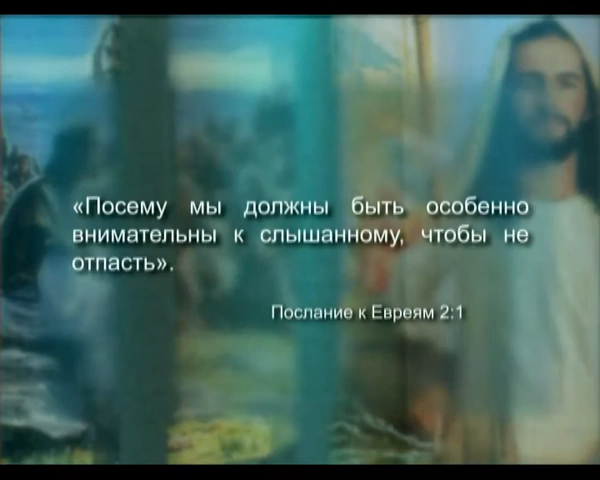 «Посему мы должны быть особенно
внимательны к слышанному, чтобы не
отпасть».
Послание к Евреям 2:1